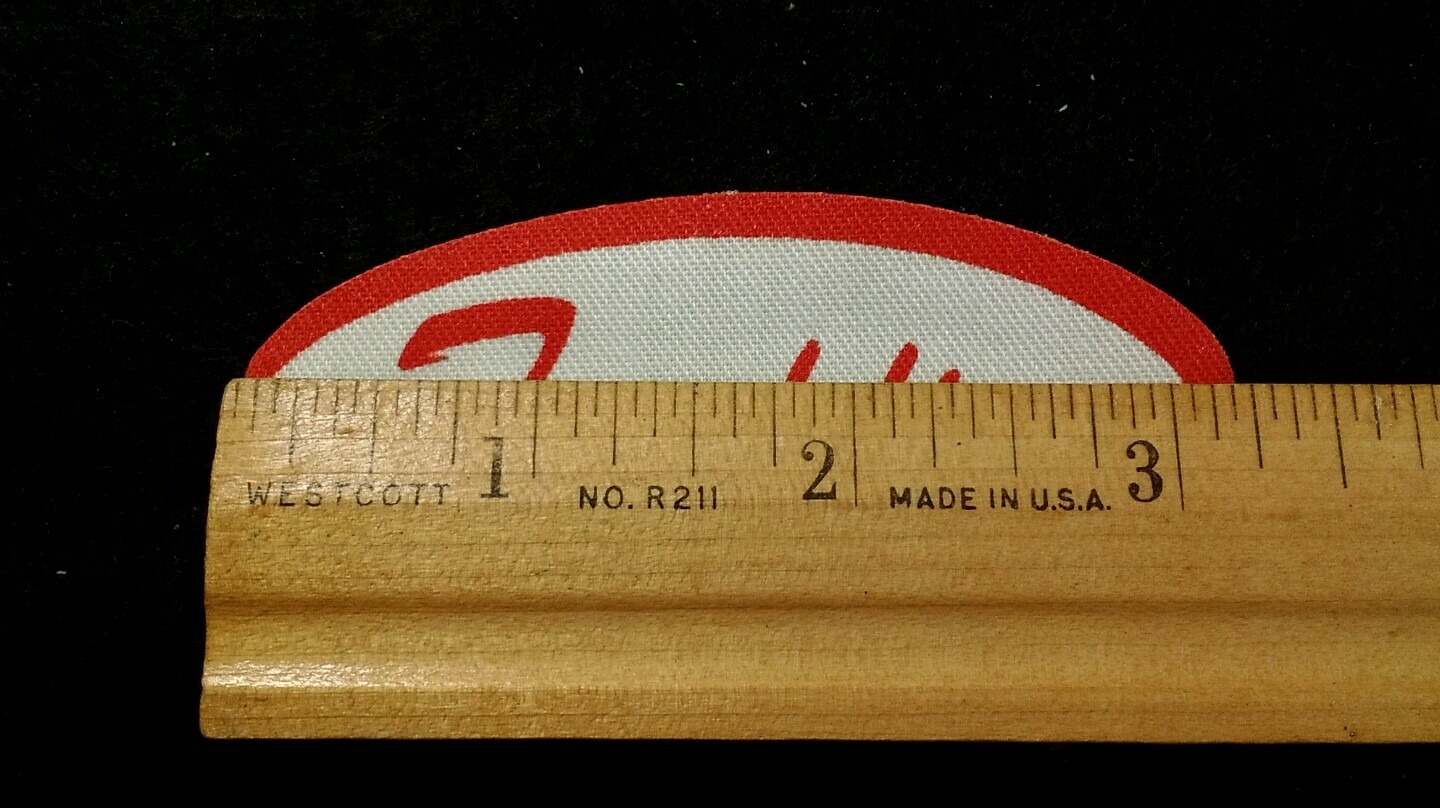 1 2 3
WESTCOTT NO. R211 MADE IN U.S.A.